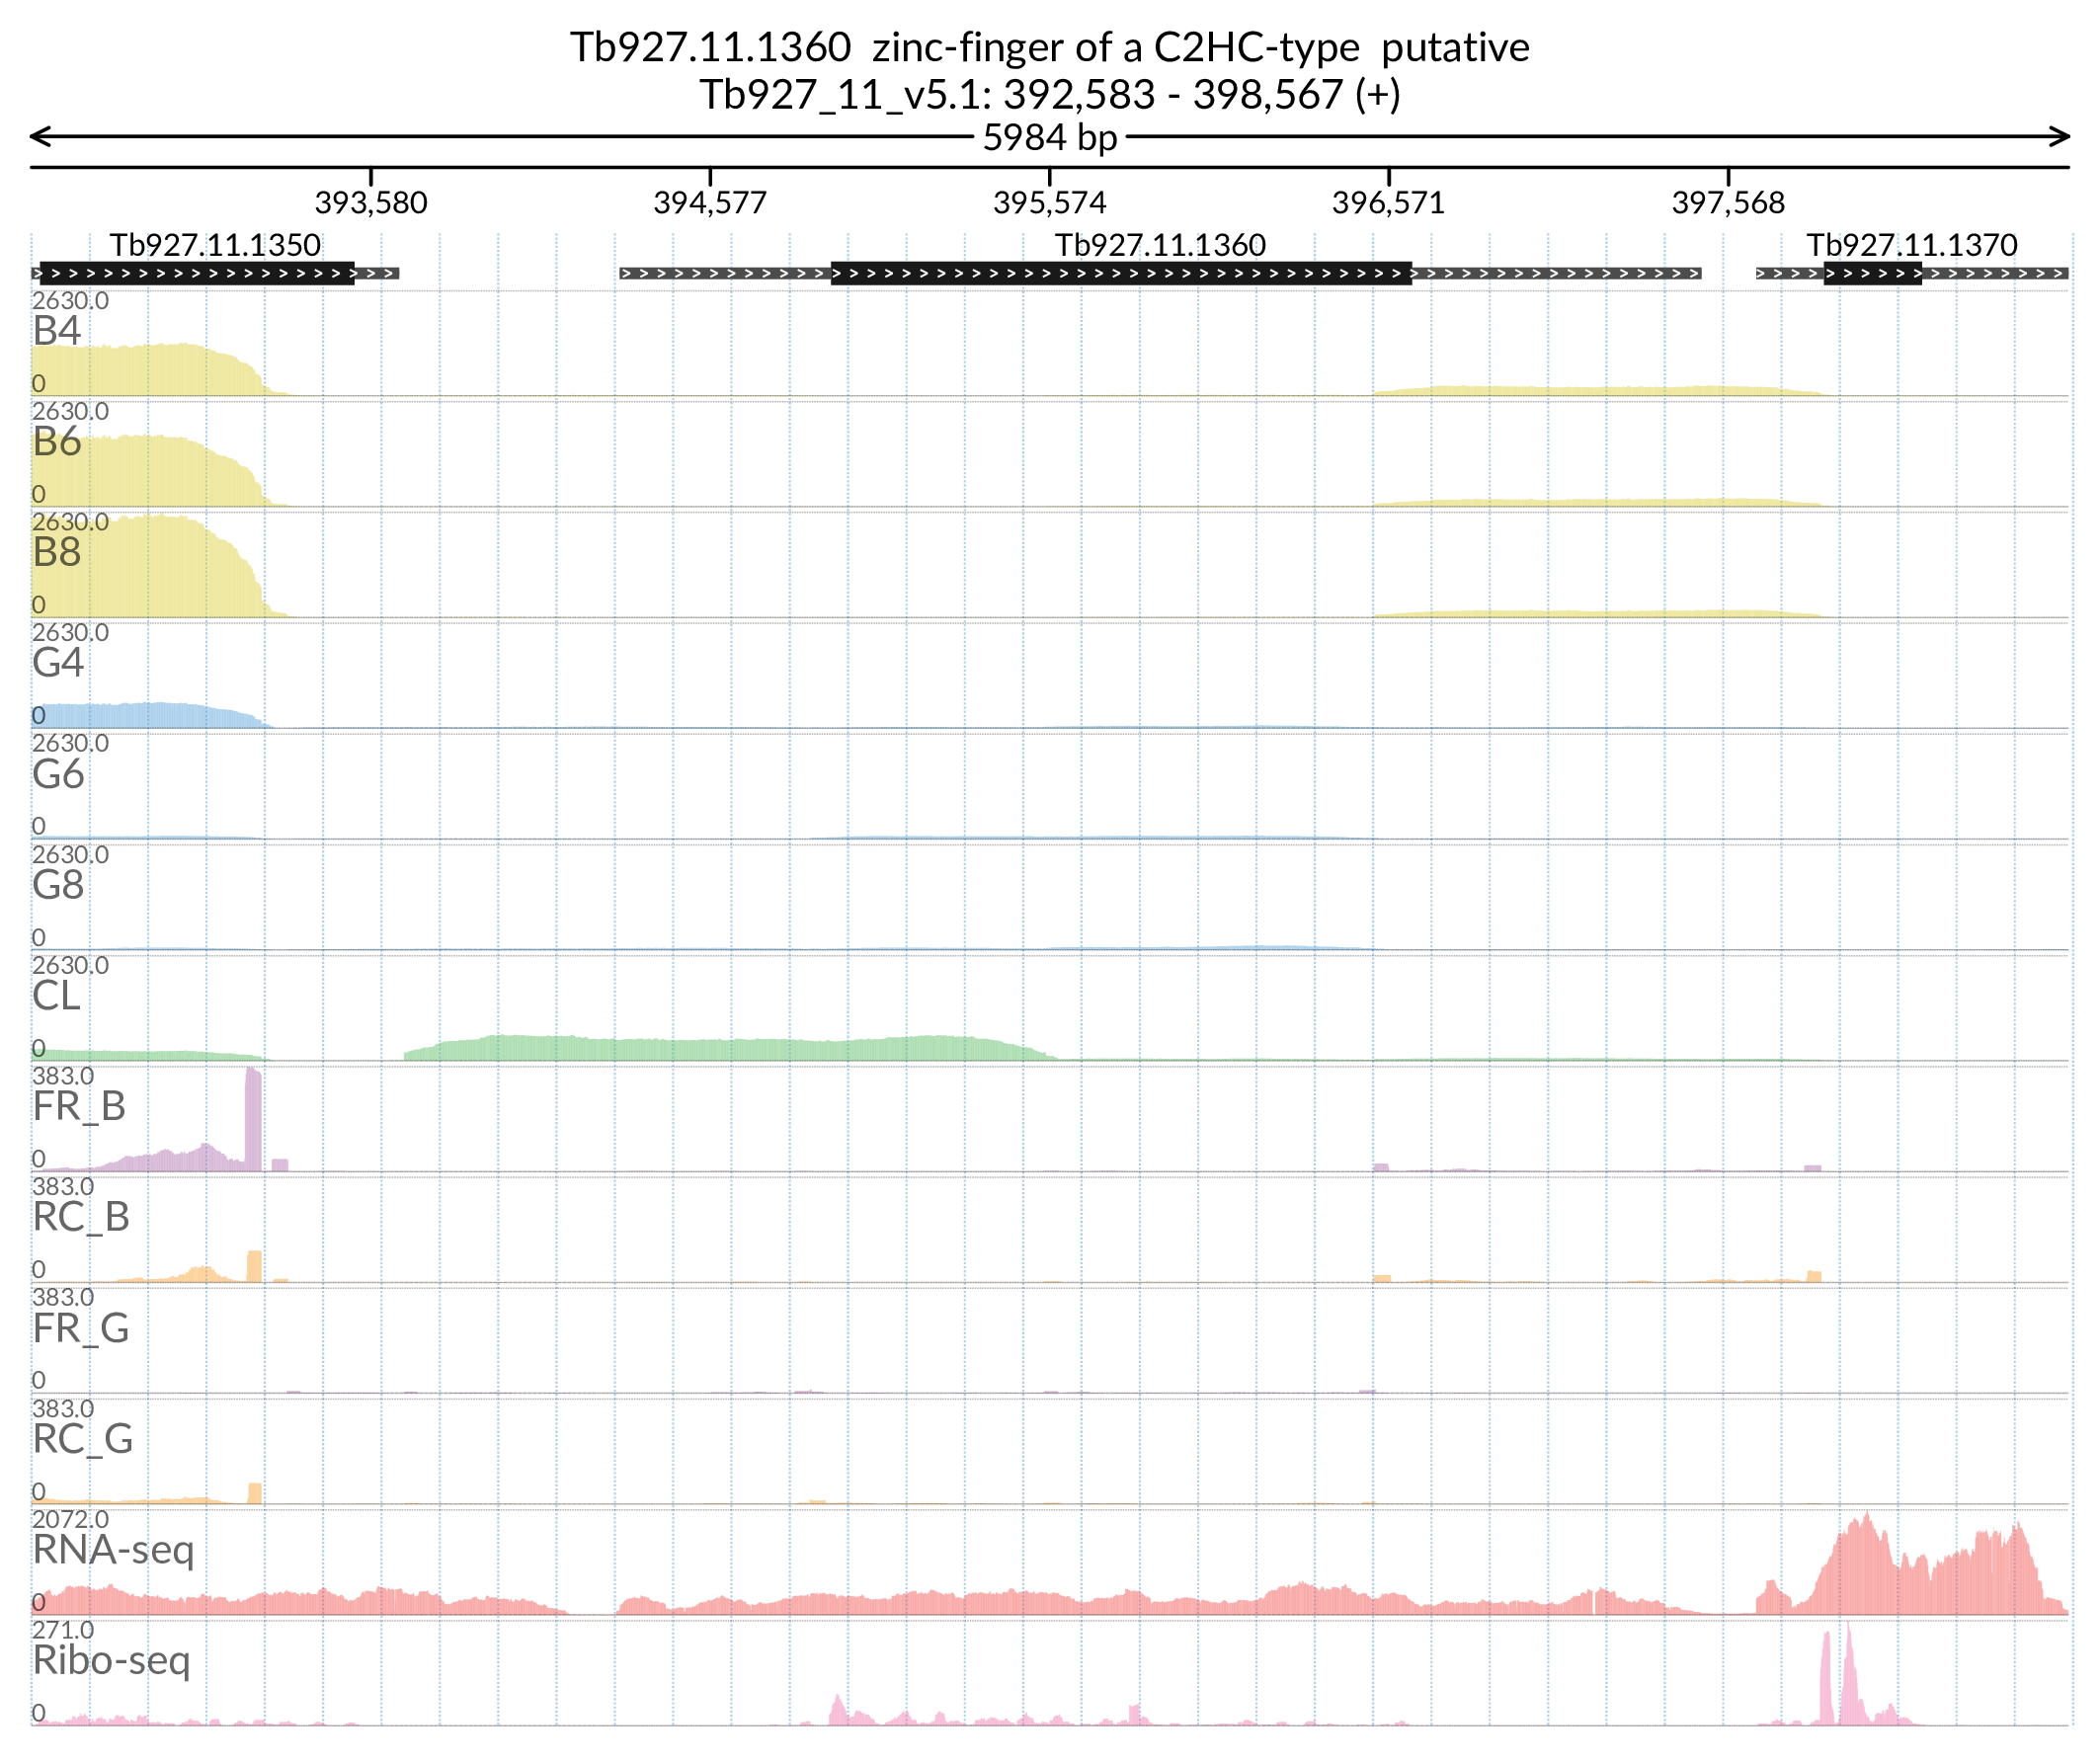 Tb927.11.1360 zinc-finger of a C2HC-type putative
Tb927_11_v5.1: 392,583 - 398,567 (+)
5984 bp
393,580 394,577 395,574 396,571 397,568
Tb927.11.1350 Tb927.11.1360 Tb927.11.1370
2630.0
B4
0
2630.0
B6
0
2630.0
B8
0
2630.0
G4
0
2630.0
G6
0
2630.0
G8
0
2630.0
CL
0
383.0
FR_B
0
383.0
RC_B
0
383.0
FR_G
0
383.0
RC_G
0
2072.0
RNA-seq
0
271.0
Ribo-seq
0